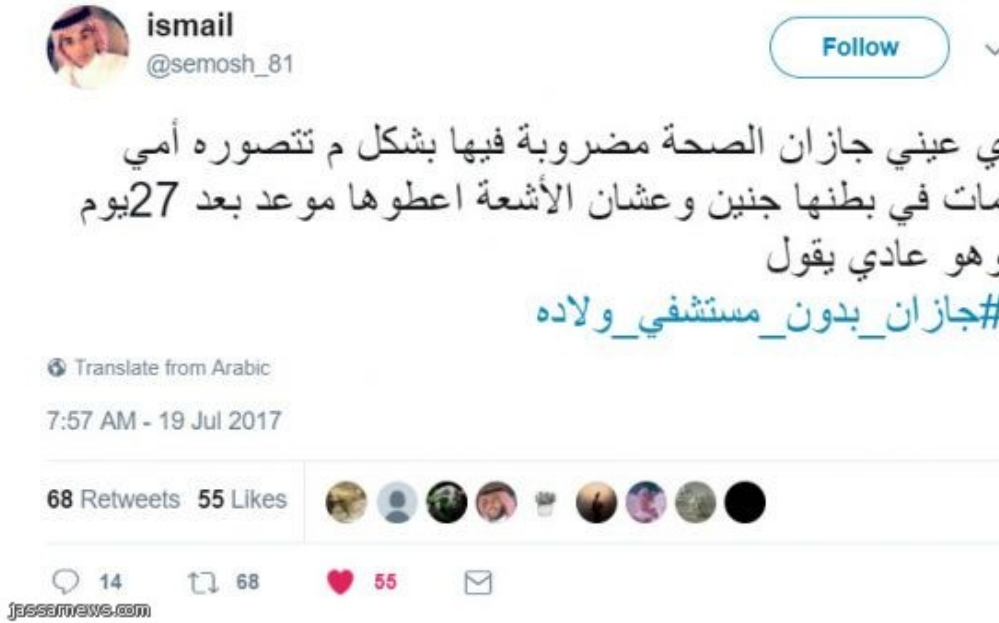 ismail
@semosh_81
Follow
عيني جازان الصحة مضروبة فيها بشكل م تتصوره أمي
مات في بطنها جنين وعشان الأشعة اعطوها موعد بعد 27يوم
وهو عادي يقول
#جازان_بدون_مستشفي_ولاده
Translate from Arabic
7:57 AM - 19 Jul 2017
68 Retweets 55 Likes
14 68 55
jassarnews.com